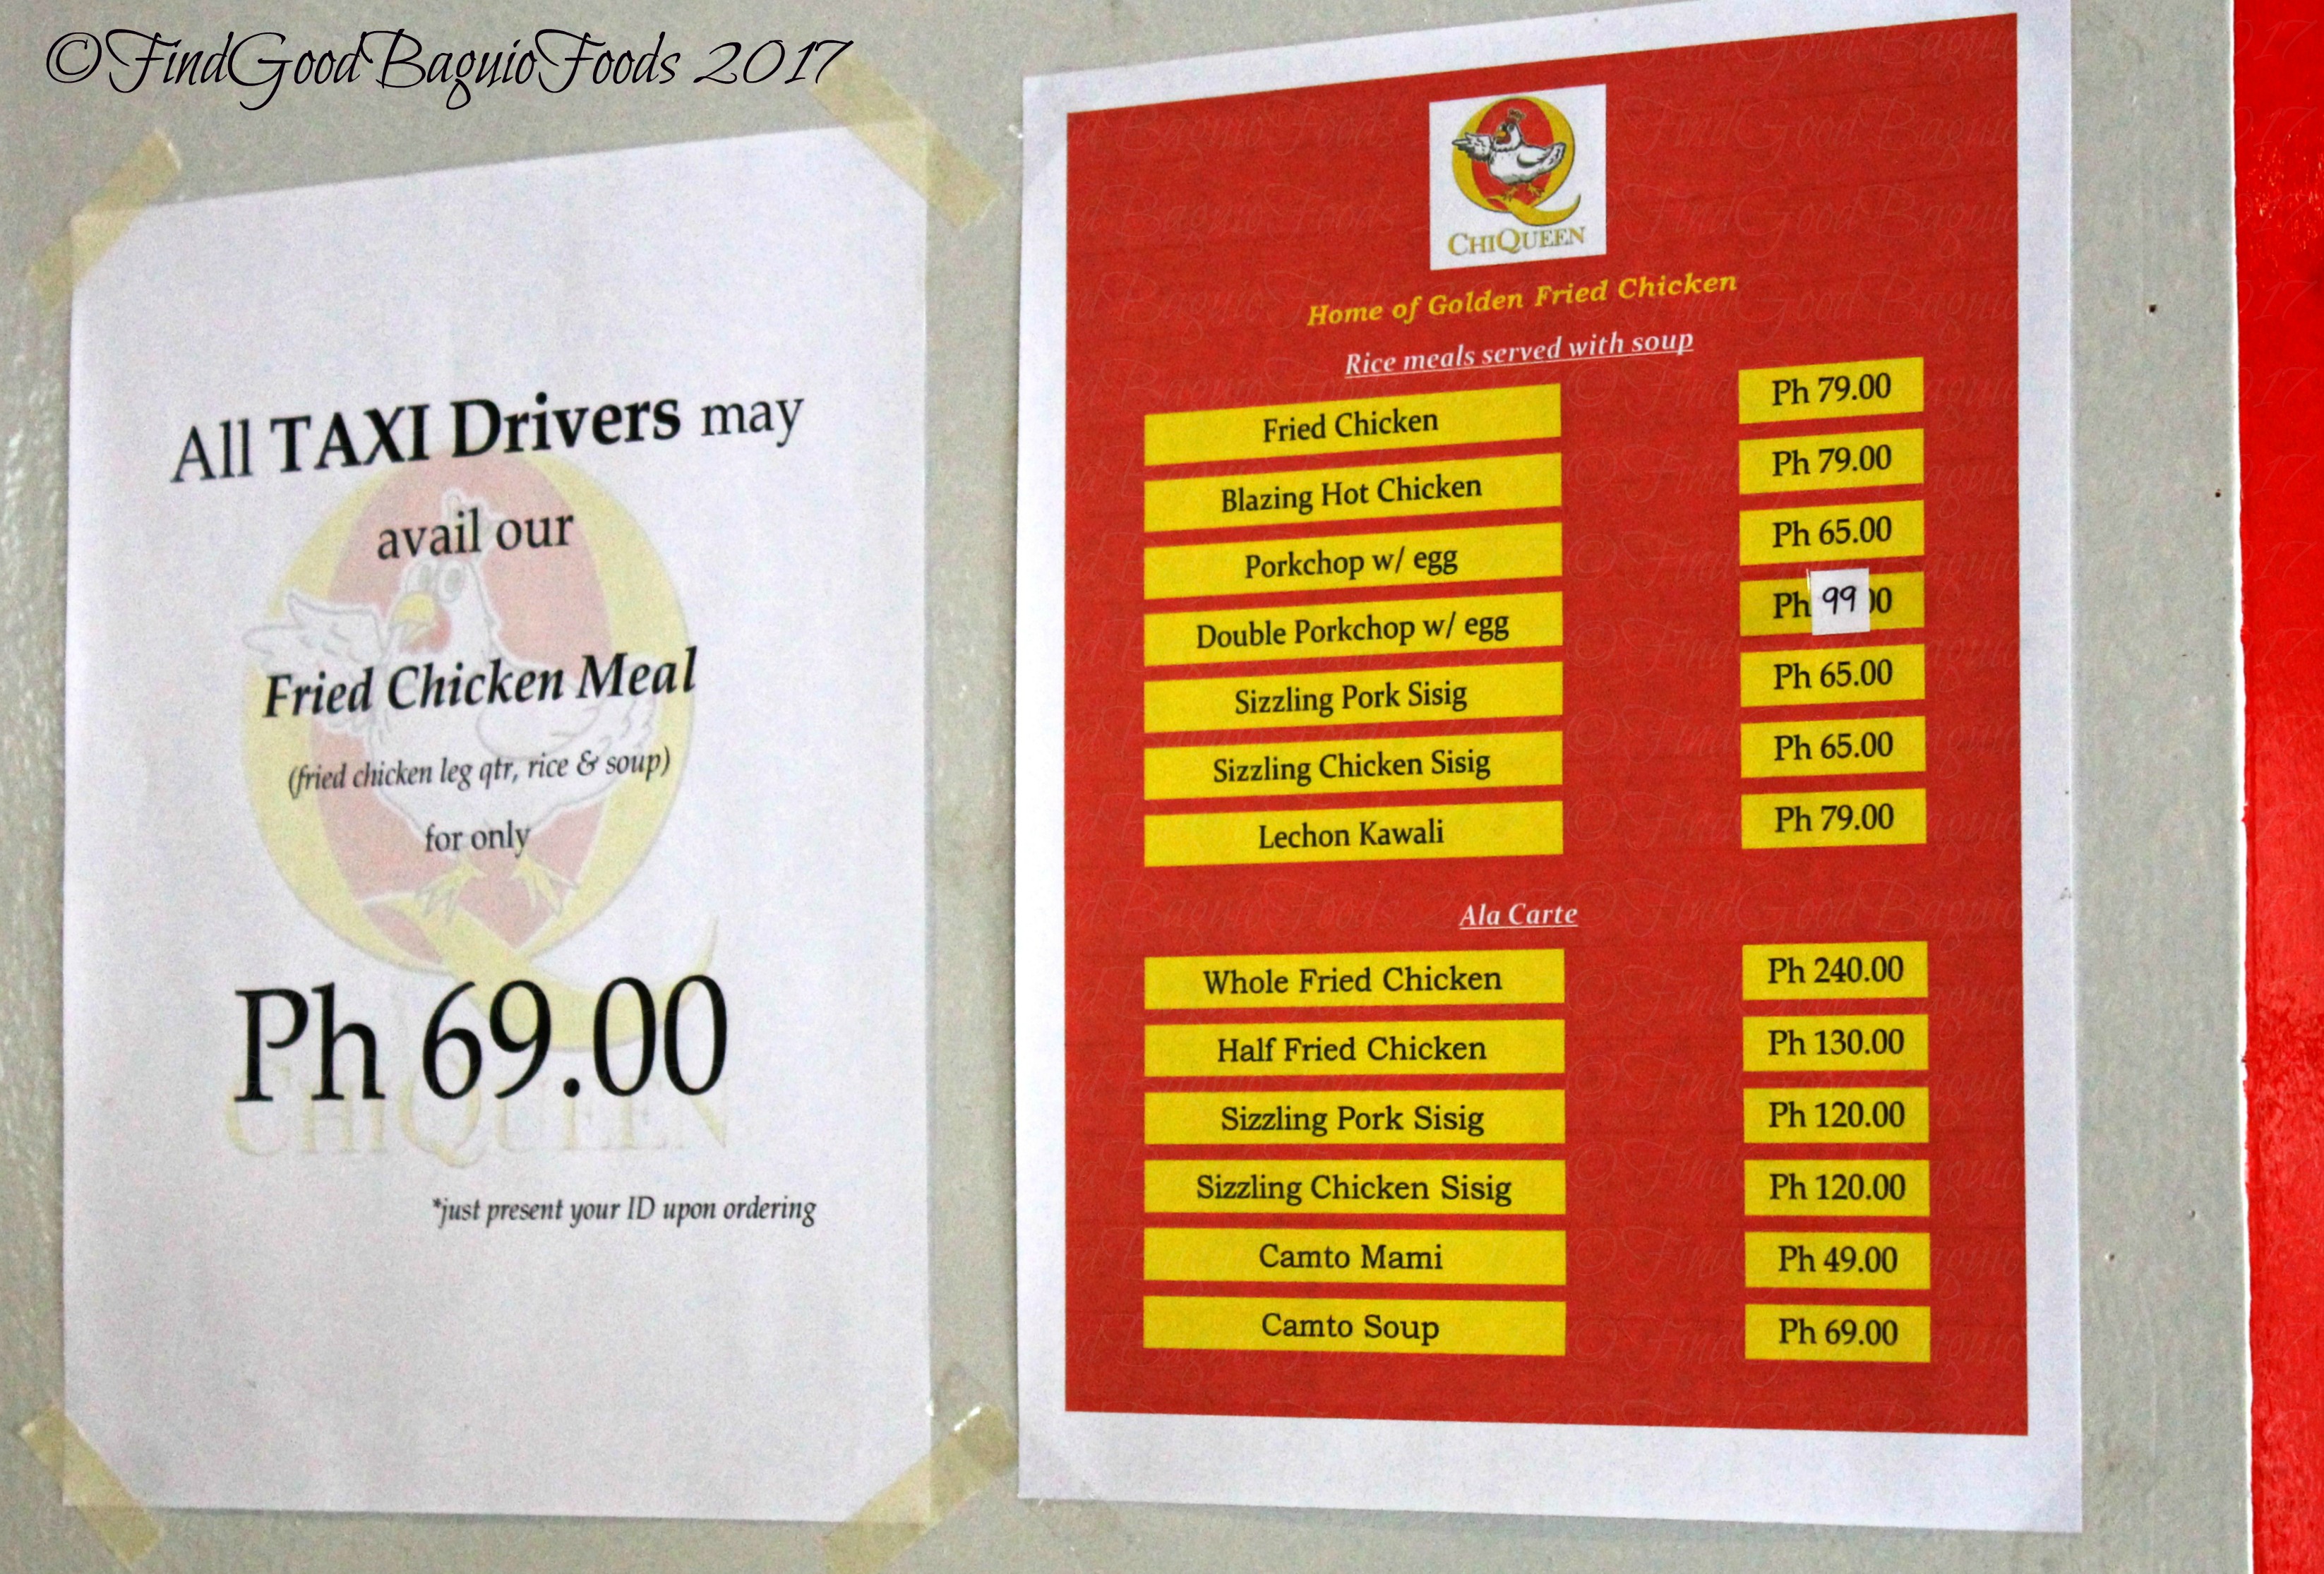 ©FindGoodBaguioFoods 2017
All TAXI Drivers may
avail our
Fried Chicken Meal
(fried chicken leg qtr, rice & soup)
for only
Ph 69.00
CHIQUEEN
*just present your ID upon ordering
CHIQUEEN
Home of Golden Fried Chicken
Rice meals served with soup
Fried Chicken Ph 79.00
Blazing Hot Chicken Ph 79.00
Porkchop w/ egg Ph 65.00
Double Porkchop w/ egg Ph 99 00
Sizzling Pork Sisig Ph 65.00
Sizzling Chicken Sisig Ph 65.00
Lechon Kawali Ph 79.00
Ala Carte
Whole Fried Chicken Ph 240.00
Half Fried Chicken Ph 130.00
Sizzling Pork Sisig Ph 120.00
Sizzling Chicken Sisig Ph 120.00
Camto Mami Ph 49.00
Camto Soup Ph 69.00